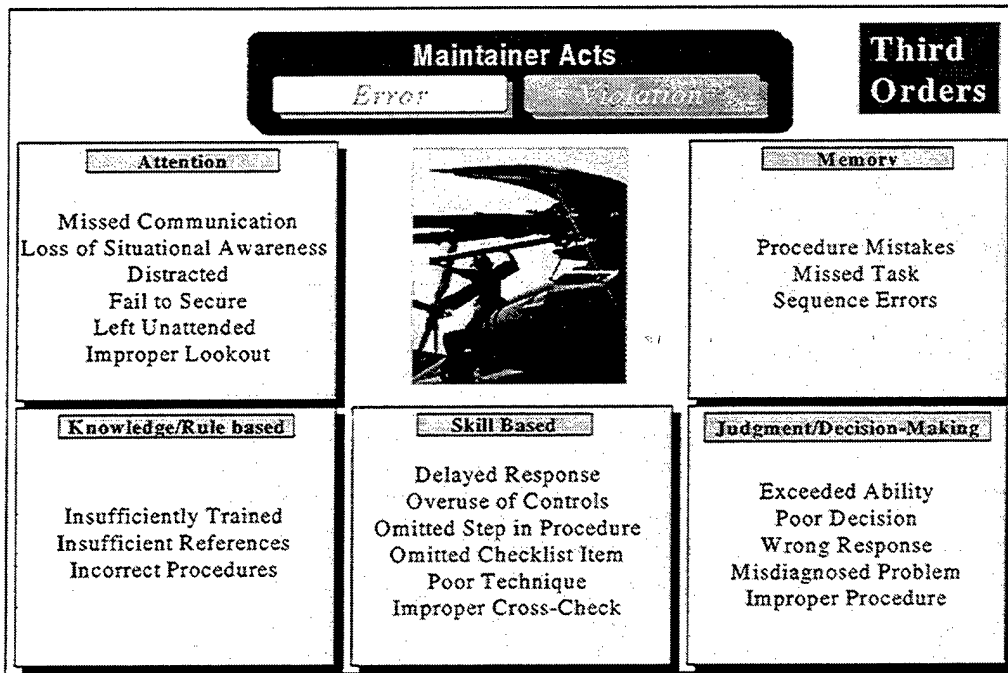 Maintainer Acts
Error
Violation
Third
Orders
Attention
Missed Communication
Loss of Situational Awareness
Distracted
Fail to Secure
Left Unattended
Improper Lookout
Memory
Procedure Mistakes
Missed Task
Sequence Errors
Knowledge/Rule based
Insufficiently Trained
Insufficient References
Incorrect Procedures
Skill Based
Delayed Response
Overuse of Controls
Omitted Step in Procedure
Omitted Checklist Item
Poor Technique
Improper Cross-Check
Judgment/Decision-Making
Exceeded Ability
Poor Decision
Wrong Response
Misdiagnosed Problem
Improper Procedure